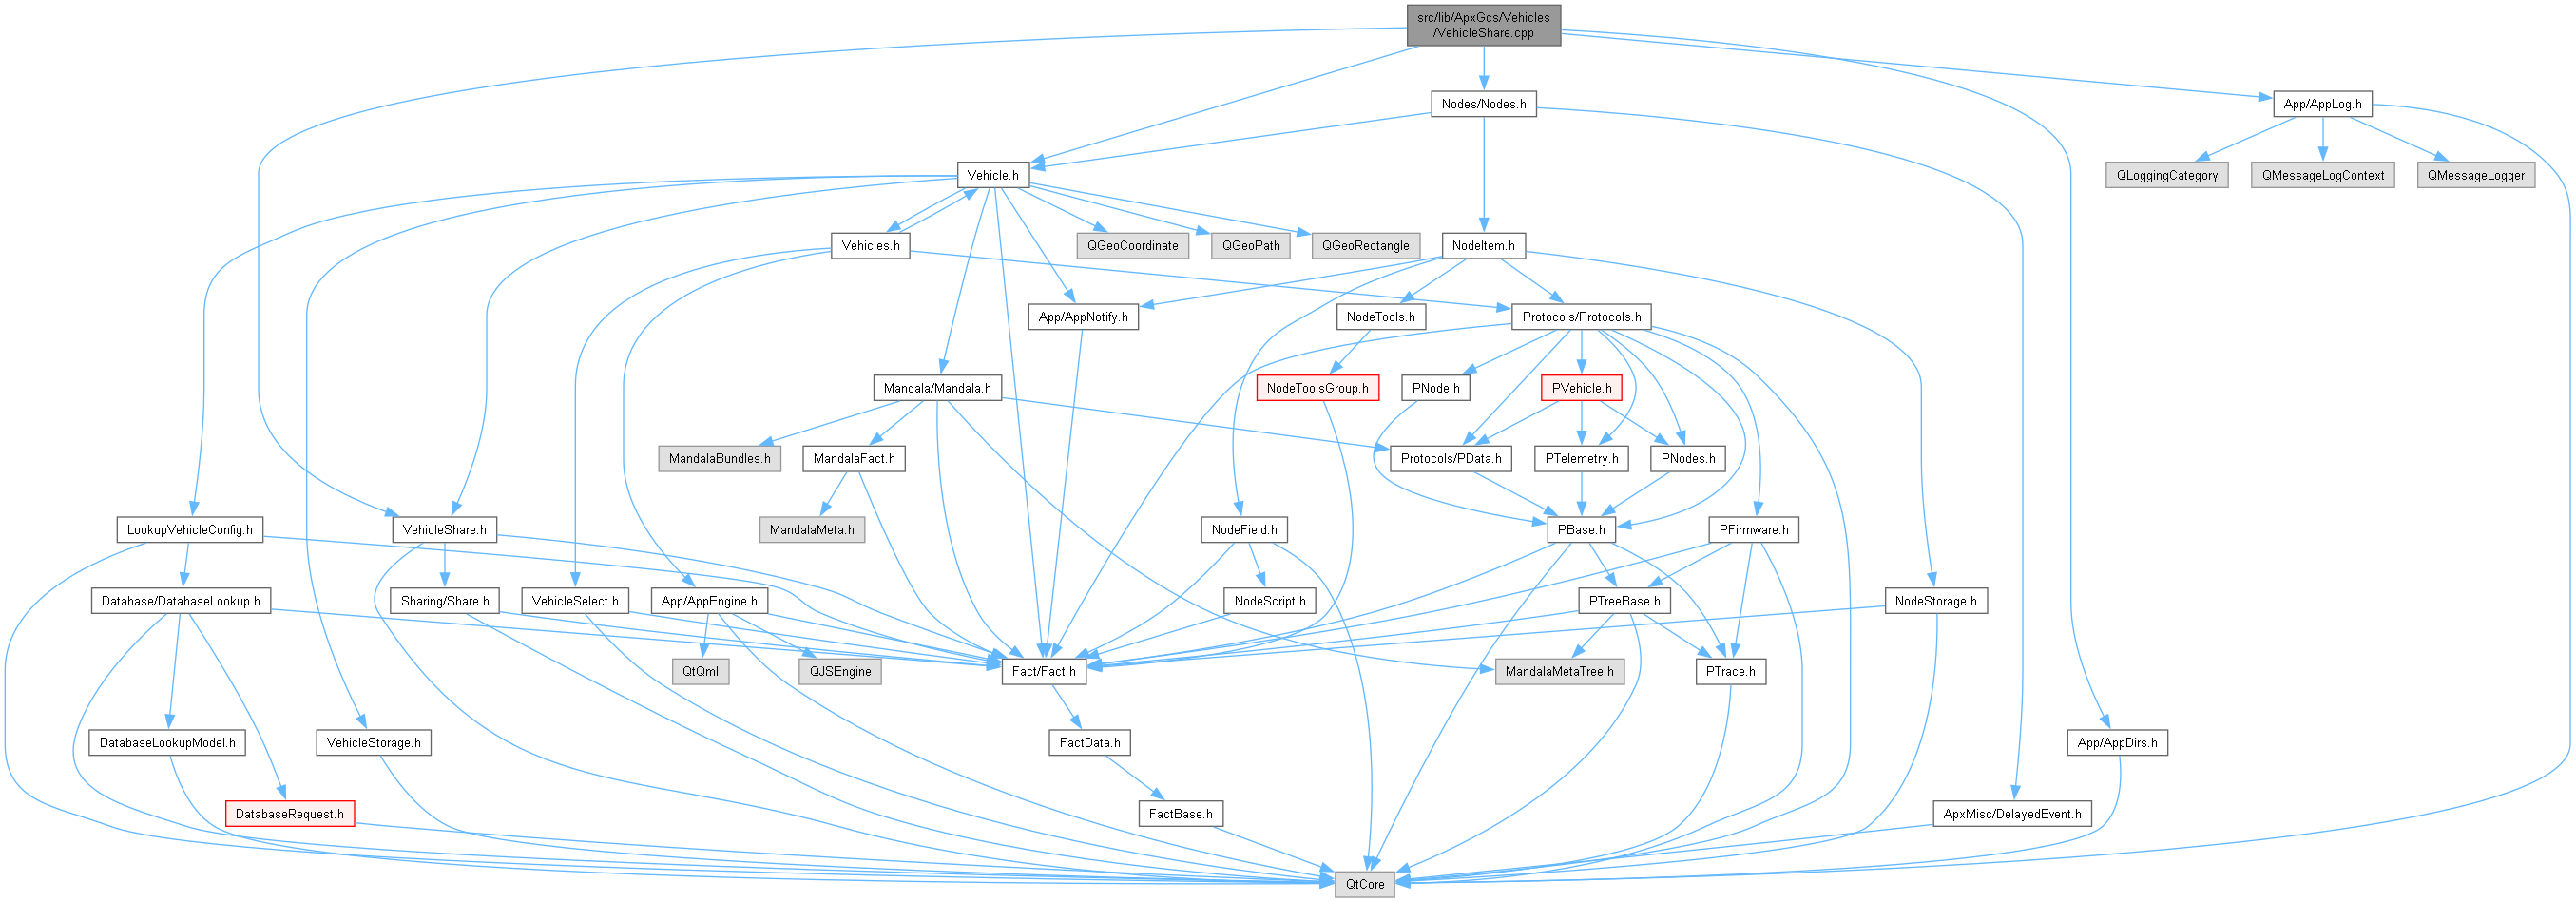 src/lib/ApxGcs/Vehicles
/VehicleShare.cpp
Nodes/Nodes.h
App/AppLog.h
Vehicle.h
QLoggingCategory
QMessageLogContext
QMessageLogger
Vehicles.h
QGeoCoordinate
QGeoPath
QGeoRectangle
NodeItem.h
App/AppNotify.h
NodeTools.h
Protocols/Protocols.h
Mandala/Mandala.h
NodeToolsGroup.h
PNode.h
PVehicle.h
MandalaBundles.h
MandalaFact.h
Protocols/PData.h
PTelemetry.h
PNodes.h
LookupVehicleConfig.h
VehicleShare.h
MandalaMeta.h
NodeField.h
PBase.h
PFirmware.h
Database/DatabaseLookup.h
Sharing/Share.h
VehicleSelect.h
App/AppEngine.h
NodeScript.h
PTreeBase.h
NodeStorage.h
QtQml
QJSEngine
Fact/Fact.h
MandalaMetaTree.h
PTrace.h
DatabaseLookupModel.h
VehicleStorage.h
FactData.h
App/AppDirs.h
DatabaseRequest.h
FactBase.h
ApxMisc/DelayedEvent.h
QtCore